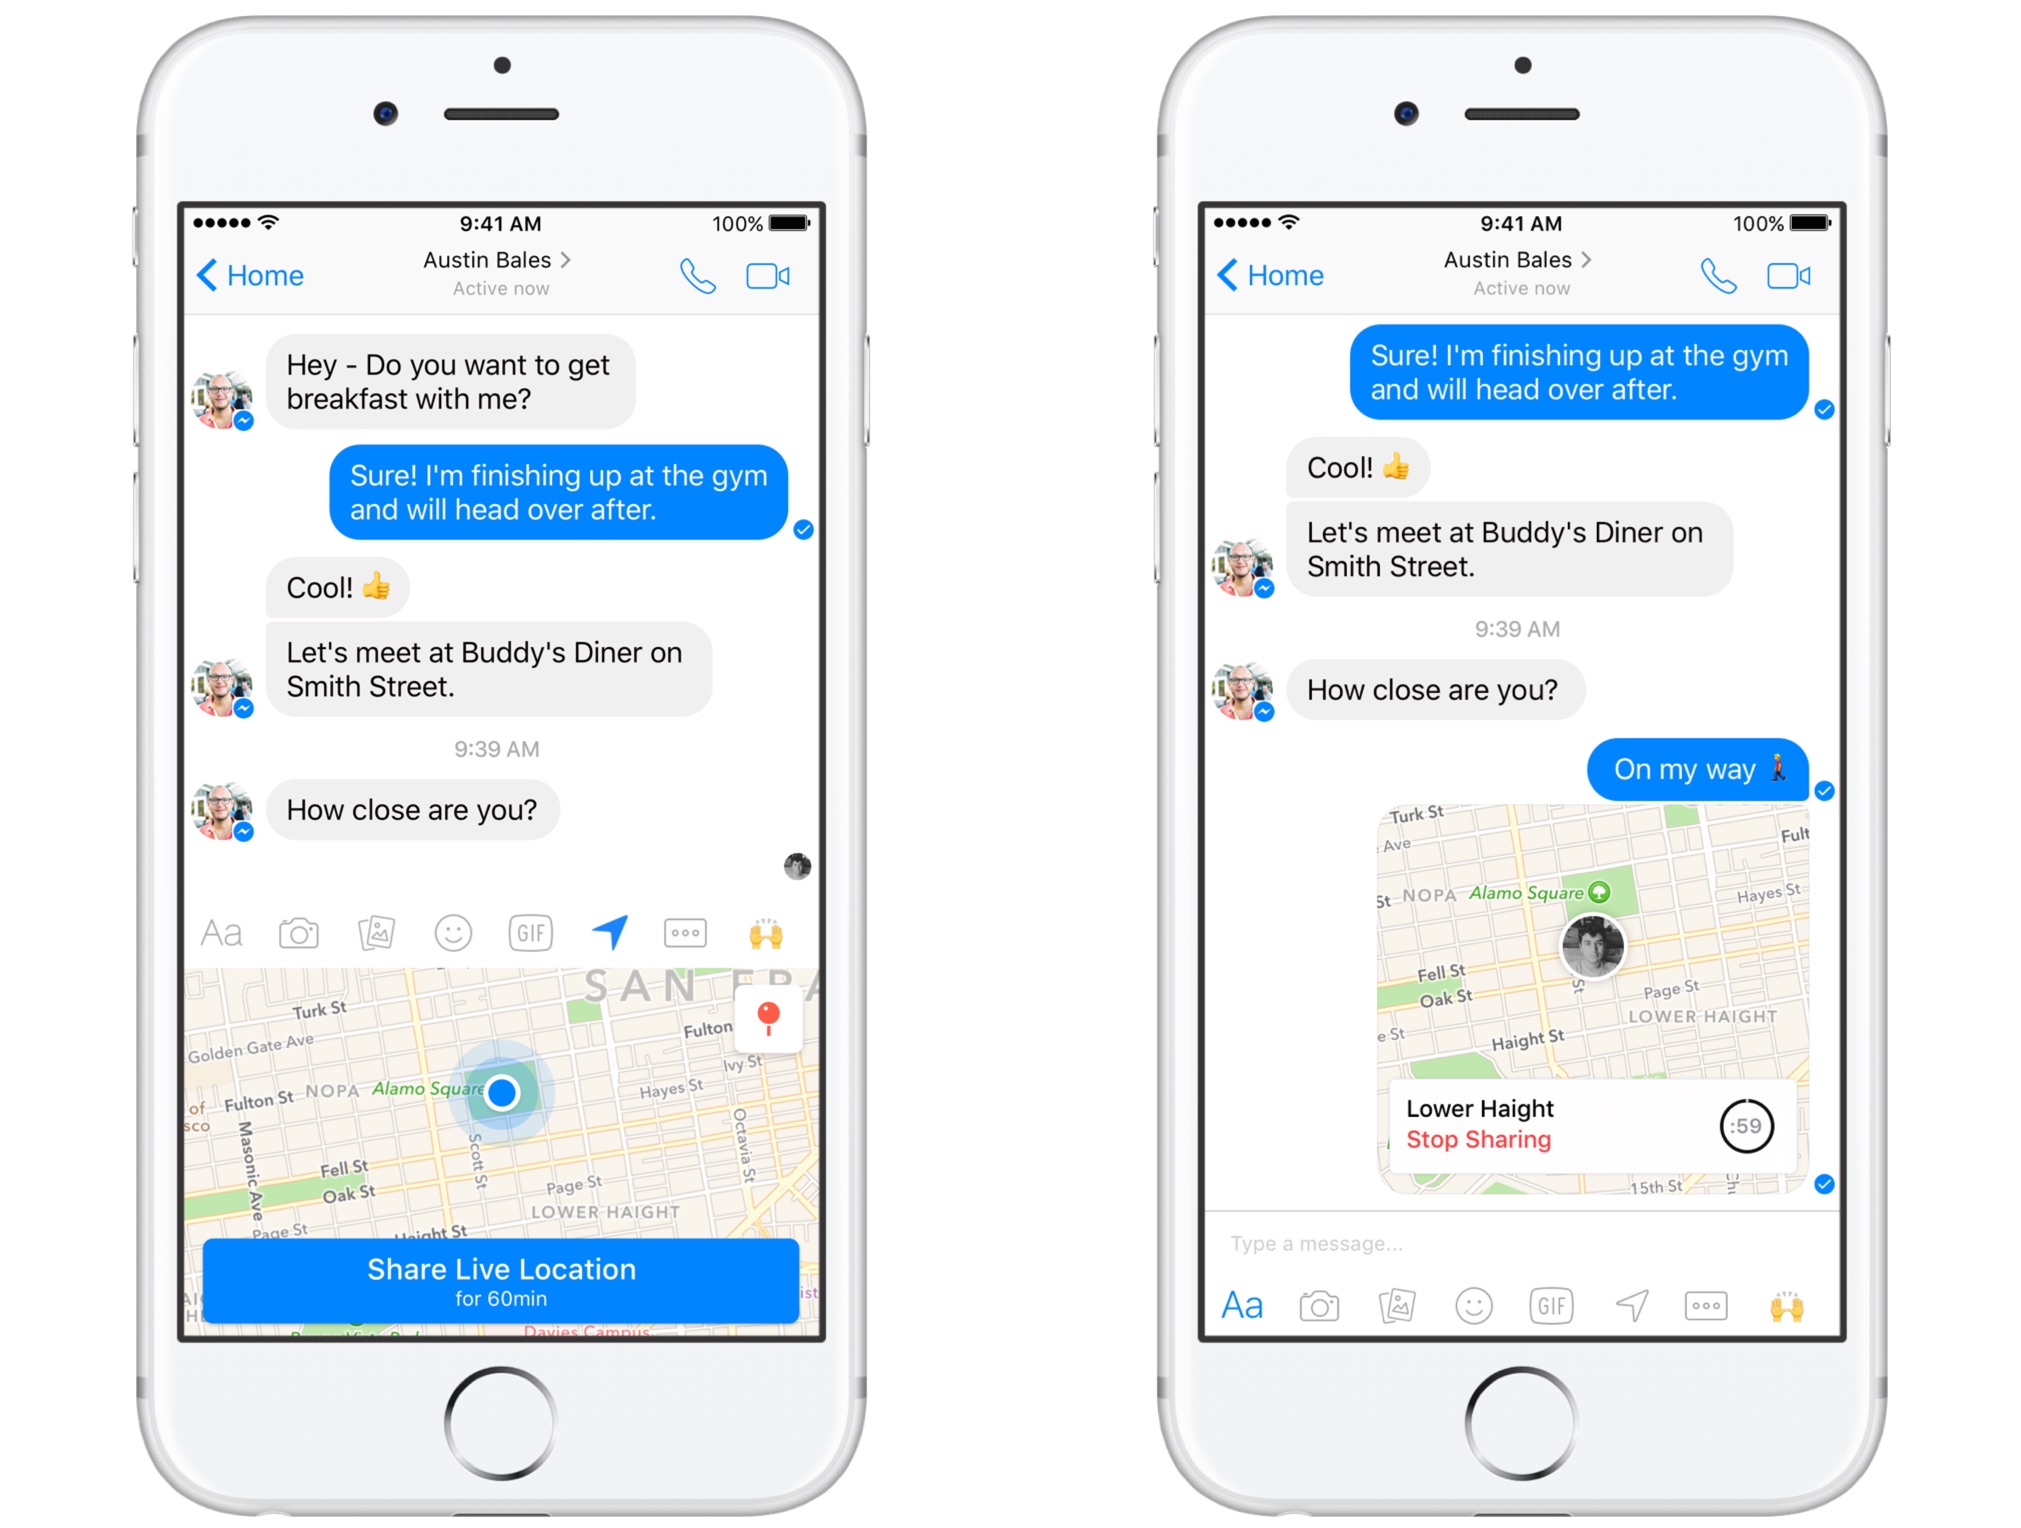 9:41 AM
100%
Home
Austin Bales
Active now
Hey - Do you want to get
breakfast with me?
Sure! I'm finishing up at the gym
and will head over after.
Cool! 👍
Let's meet at Buddy's Diner on
Smith Street.
9:39 AM
How close are you?
Aa
GIF
SAN FRA
Turk St
Fulton
Golden Gate Ave
Ivy St
NOPA
Alamo Square
Hayes St
Fulton St
of
sco
Masonic Ave
Scott St
Octavia St
Fell St
Oak St
Page St
LOWER HAIGHT
Page St
Haight St
Share Live Location
for 60min
Davies Campus
9:41 AM
100%
Home
Austin Bales
Active now
Sure! I'm finishing up at the gym
and will head over after.
Cool! 👍
Let's meet at Buddy's Diner on
Smith Street.
9:39 AM
How close are you?
On my way 🚶
Turk St
Fult
Ave
St
NOPA
Alamo Square
Hayes St
Fell St
Oak St
St
Page St
LOWER HAIGHT
e St
Haight St
Lower Haight
Stop Sharing
:59
15th St
Type a message...
Aa
GIF